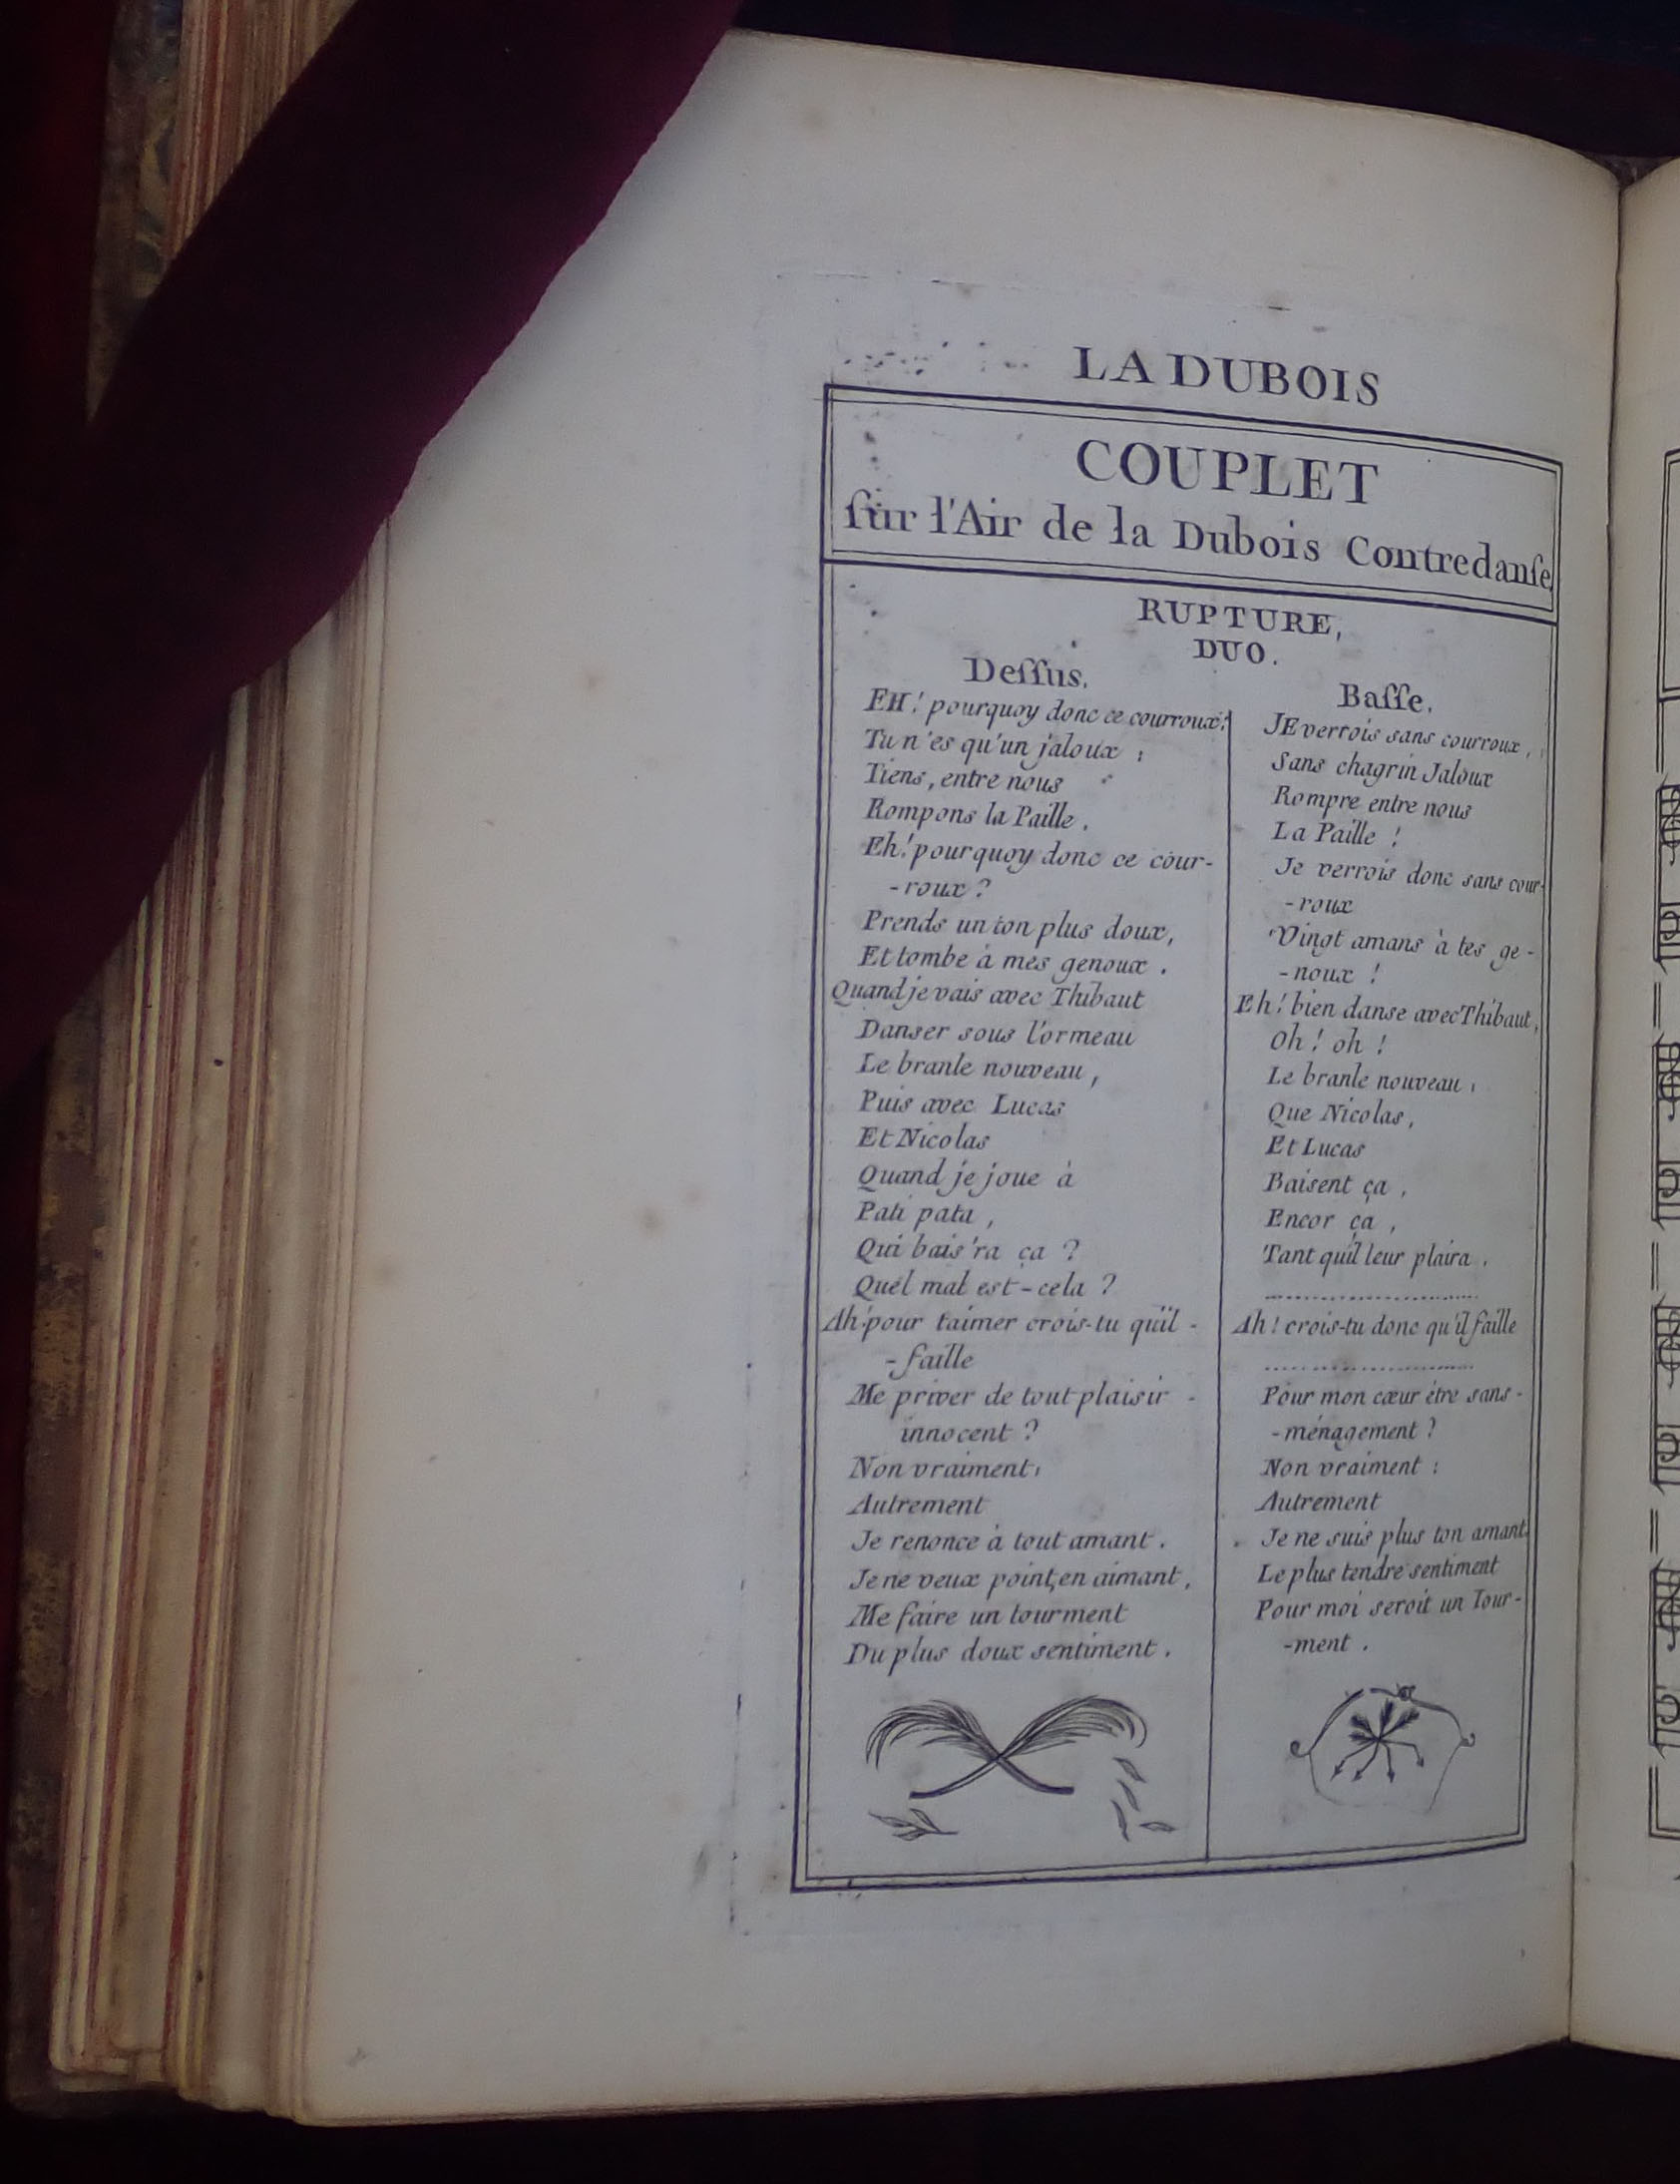 LA DUBOIS
COUPLET
ſur l'Air de la Dubois Contredanſe
RUPTURE,
DUO.
Deſſus.
EH! pourquoy donc ce courroux?
Tu n'es qu'un jaloux ;
Tiens, entre nous
Rompons la Paille.
Eh! pourquoy donc ce cour-
-roux ?
Prends un ton plus doux,
Et tombe à mes genoux.
Quand je vais avec Thibaut
Danser sous l'ormeau
Le branle nouveau,
Puis avec Lucas
Et Nicolas
Quand je joue à
Pati pata,
Qui bais'ra ça ?
Quel mal est-cela ?
Ah! pour t'aimer crois-tu qu'il -
-faille
Me priver de tout plaisir -
innocent ?
Non vraiment;
Autrement
Je renonce à tout amant.
Je ne veux point, en aimant,
Me faire un tourment
Du plus doux sentiment.
Baſſe.
JE verrois sans courroux,
Sans chagrin Jaloux
Rompre entre nous
La Paille !
Je verrois donc sans cour-
-roux
Vingt amans à tes ge-
-noux !
Eh! bien danse avec Thibaut,
Oh! oh !
Le branle nouveau ;
Que Nicolas,
Et Lucas
Baisent ça,
Encor ça,
Tant qu'il leur plaira.
..............................
Ah! crois-tu donc qu'il faille
..............................
Pour mon cœur être sans-
-ménagement ?
Non vraiment ;
Autrement
Je ne suis plus ton amant.
Le plus tendre sentiment
Pour moi seroit un Tour-
-ment.